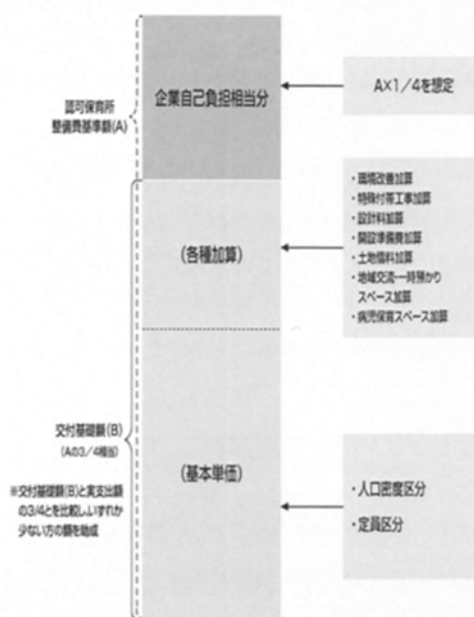 認可保育所
整備費基準額(A)
企業自己負担相当分
A×1/4を想定
(各種加算)
・環境改善加算
・特殊付帯工事加算
・設計料加算
・開設準備費加算
・土地借料加算
・地域交流・一時預かり
スペース加算
・病児保育スペース加算
交付基礎額(B)
(Aの3/4相当)
※交付基礎額(B)と実支出額
の3/4とを比較しいずれか
少ない方の額を助成
(基本単価)
・人口密度区分
・定員区分